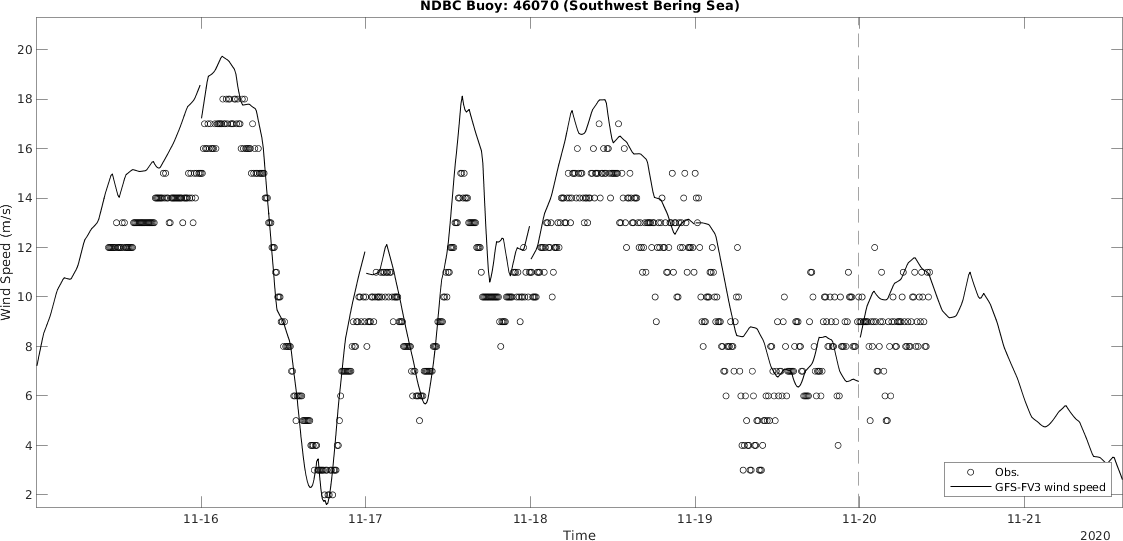 NDBC Buoy: 46070 (Southwest Bering Sea)
20
18
16
14
12
10
8
6
4
2
Wind Speed (m/s)
Obs.
GFS-FV3 wind speed
11-16 11-17 11-18 11-19 11-20 11-21
Time
2020